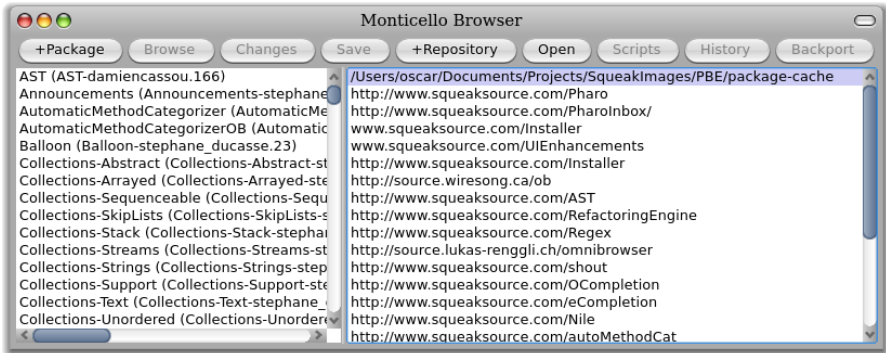 Monticello Browser
+Package Browse Changes Save +Repository Open Scripts History Backport
AST (AST-damiencassou.166)
Announcements (Announcements-stephane
AutomaticMethodCategorizer (AutomaticMe
AutomaticMethodCategorizerOB (Automatic
Balloon (Balloon-stephane_ducasse.23)
Collections-Abstract (Collections-Abstract-st
Collections-Arrayed (Collections-Arrayed-ste
Collections-Sequenceable (Collections-Sequ
Collections-SkipLists (Collections-SkipLists-s
Collections-Stack (Collections-Stack-stepha
Collections-Streams (Collections-Streams-st
Collections-Strings (Collections-Strings-step
Collections-Support (Collections-Support-ste
Collections-Text (Collections-Text-stephane_
Collections-Unordered (Collections-Unordere
/Users/oscar/Documents/Projects/SqueakImages/PBE/package-cache
http://www.squeaksource.com/Pharo
http://www.squeaksource.com/PharoInbox/
www.squeaksource.com/Installer
www.squeaksource.com/UIEnhancements
http://www.squeaksource.com/Installer
http://source.wiresong.ca/ob
http://www.squeaksource.com/AST
http://www.squeaksource.com/RefactoringEngine
http://www.squeaksource.com/Regex
http://source.lukas-renggli.ch/omnibrowser
http://www.squeaksource.com/shout
http://www.squeaksource.com/OCompletion
http://www.squeaksource.com/eCompletion
http://www.squeaksource.com/Nile
http://www.squeaksource.com/autoMethodCat